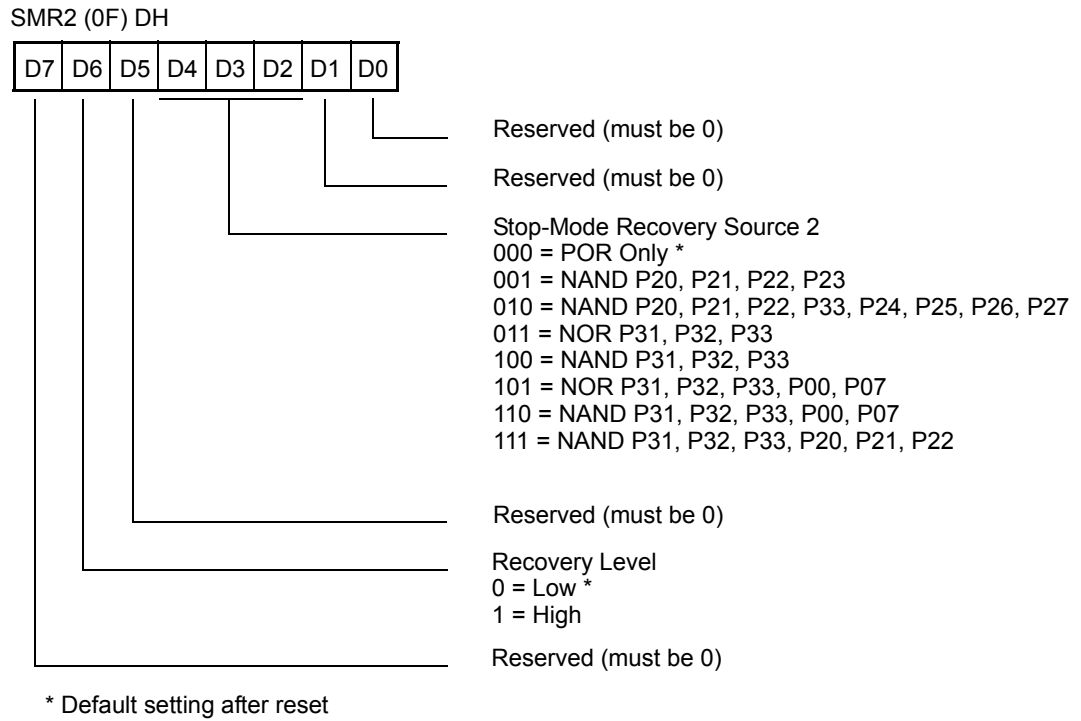 SMR2 (0F) DH
D7 D6 D5 D4 D3 D2 D1 D0
Reserved (must be 0)
Reserved (must be 0)
Stop-Mode Recovery Source 2
000 = POR Only *
001 = NAND P20, P21, P22, P23
010 = NAND P20, P21, P22, P33, P24, P25, P26, P27
011 = NOR P31, P32, P33
100 = NAND P31, P32, P33
101 = NOR P31, P32, P33, P00, P07
110 = NAND P31, P32, P33, P00, P07
111 = NAND P31, P32, P33, P20, P21, P22
Reserved (must be 0)
Recovery Level
0 = Low *
1 = High
Reserved (must be 0)
* Default setting after reset